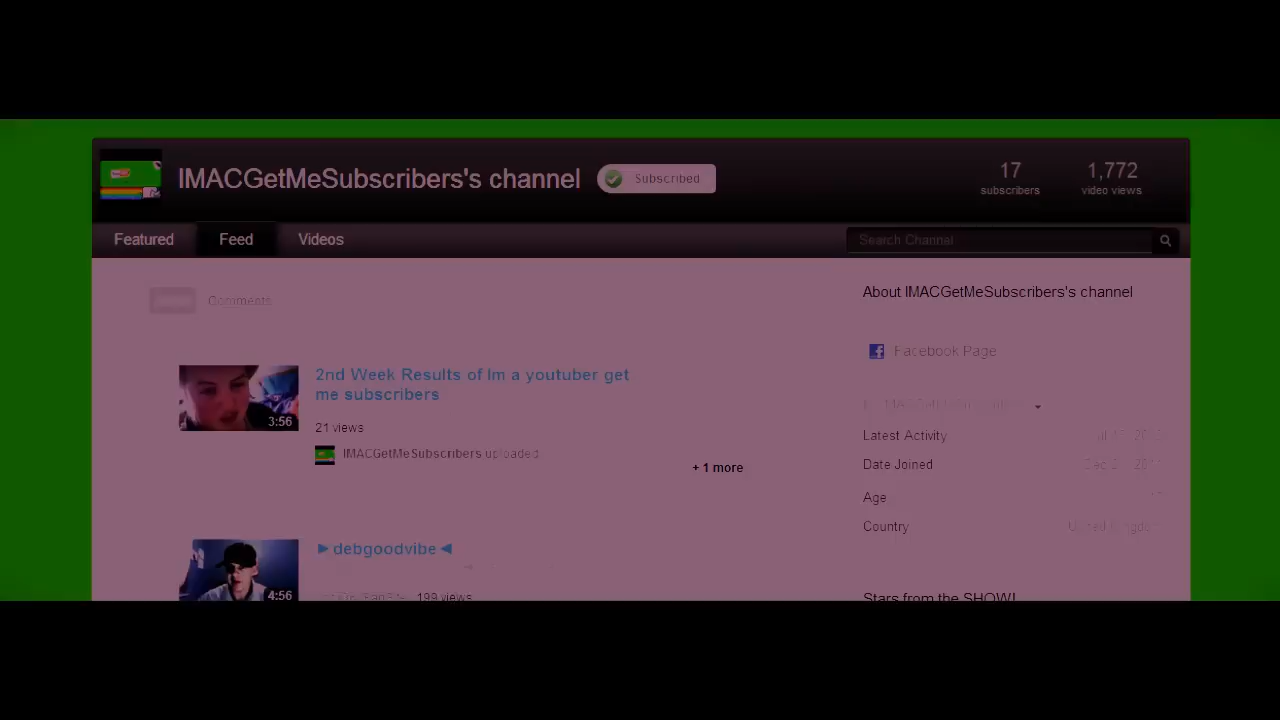 IMACGetMeSubscribers's channel
Subscribed
17
subscribers
1,772
video views
Featured
Feed
Videos
Search Channel
Comments
About IMACGetMeSubscribers's channel
Facebook Page
2nd Week Results of Im a youtuber get
me subscribers
3:56
21 views
IMACGetMeSubscribers uploaded
+ 1 more
Latest Activity
Date Joined
Age
Country
United Kingdom
►debgoodvibe◄
4:56
199 views
Stars from the SHOW!